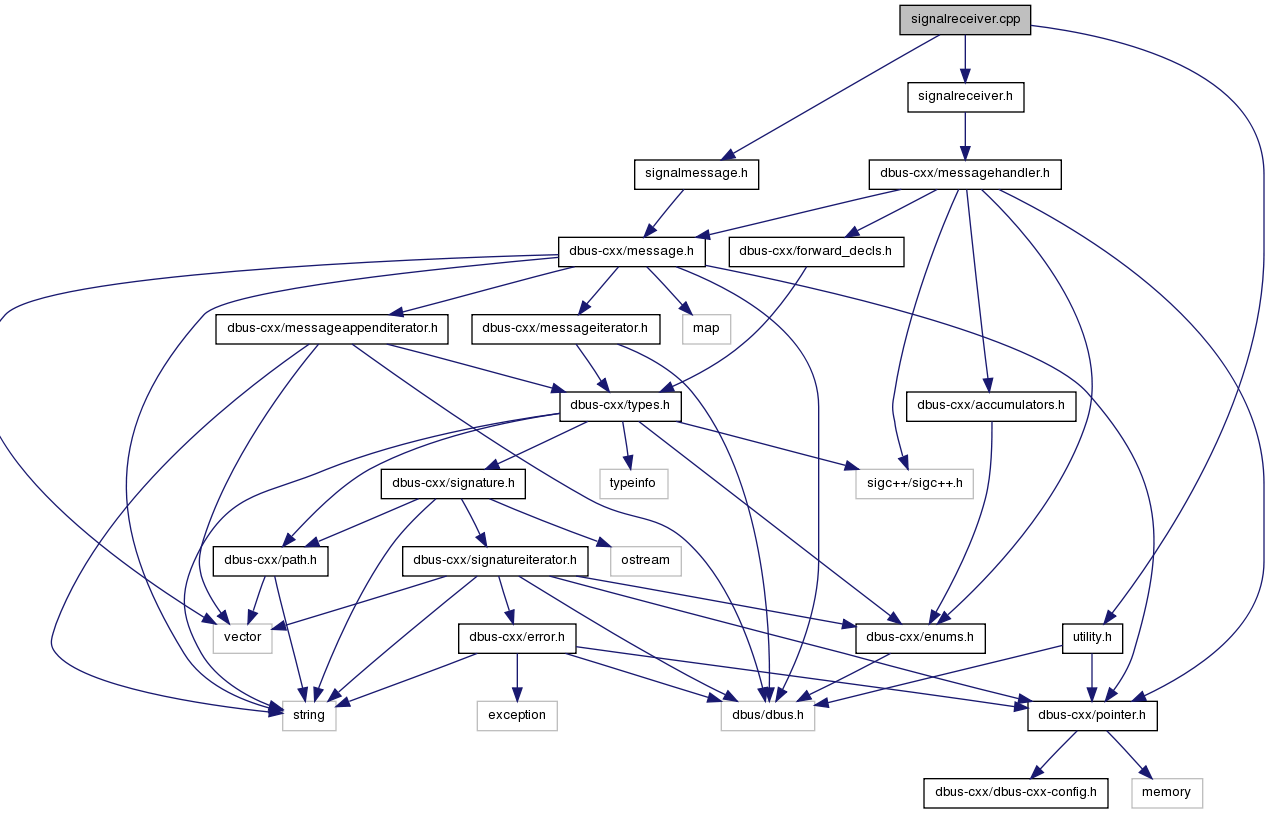 signalreceiver.cpp
signalreceiver.h
signalmessage.h
dbus-cxx/messagehandler.h
dbus-cxx/message.h
dbus-cxx/forward_decls.h
dbus-cxx/messageappenditerator.h
dbus-cxx/messageiterator.h
map
dbus-cxx/types.h
dbus-cxx/accumulators.h
dbus-cxx/signature.h
typeinfo
sigc++/sigc++.h
dbus-cxx/path.h
dbus-cxx/signatureiterator.h
ostream
vector
dbus-cxx/error.h
dbus-cxx/enums.h
utility.h
string
exception
dbus/dbus.h
dbus-cxx/pointer.h
dbus-cxx/dbus-cxx-config.h
memory